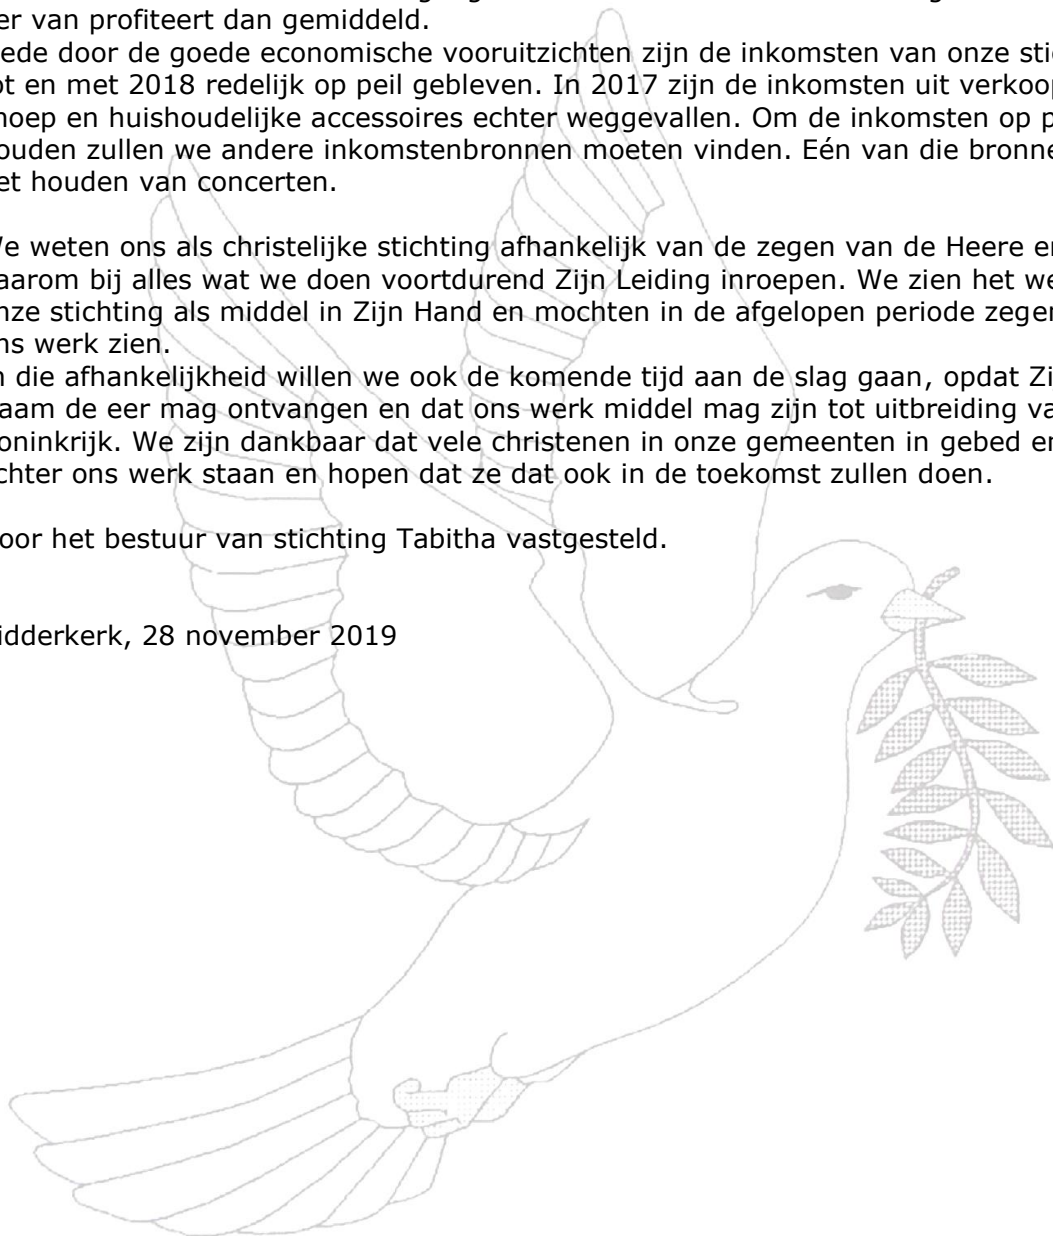 er van profiteert dan gemiddeld.
ede door de goede economische vooruitzichten zijn de inkomsten van onze stic
ot en met 2018 redelijk op peil gebleven. In 2017 zijn de inkomsten uit verkoop
noep en huishoudelijke accessoires echter weggevallen. Om de inkomsten op p
ouden zullen we andere inkomstenbronnen moeten vinden. Eén van die bronne
et houden van concerten.
We weten ons als christelijke stichting afhankelijk van de zegen van de Heere en
aarom bij alles wat we doen voortdurend Zijn Leiding inroepen. We zien het we
nze stichting als middel in Zijn Hand en mochten in de afgelopen periode zegen
ns werk zien.
n die afhankelijkheid willen we ook de komende tijd aan de slag gaan, opdat Zi
aam de eer mag ontvangen en dat ons werk middel mag zijn tot uitbreiding va
oninkrijk. We zijn dankbaar dat vele christenen in onze gemeenten in gebed en
chter ons werk staan en hopen dat ze dat ook in de toekomst zullen doen.
oor het bestuur van stichting Tabitha vastgesteld.
idderkerk, 28 november 2019